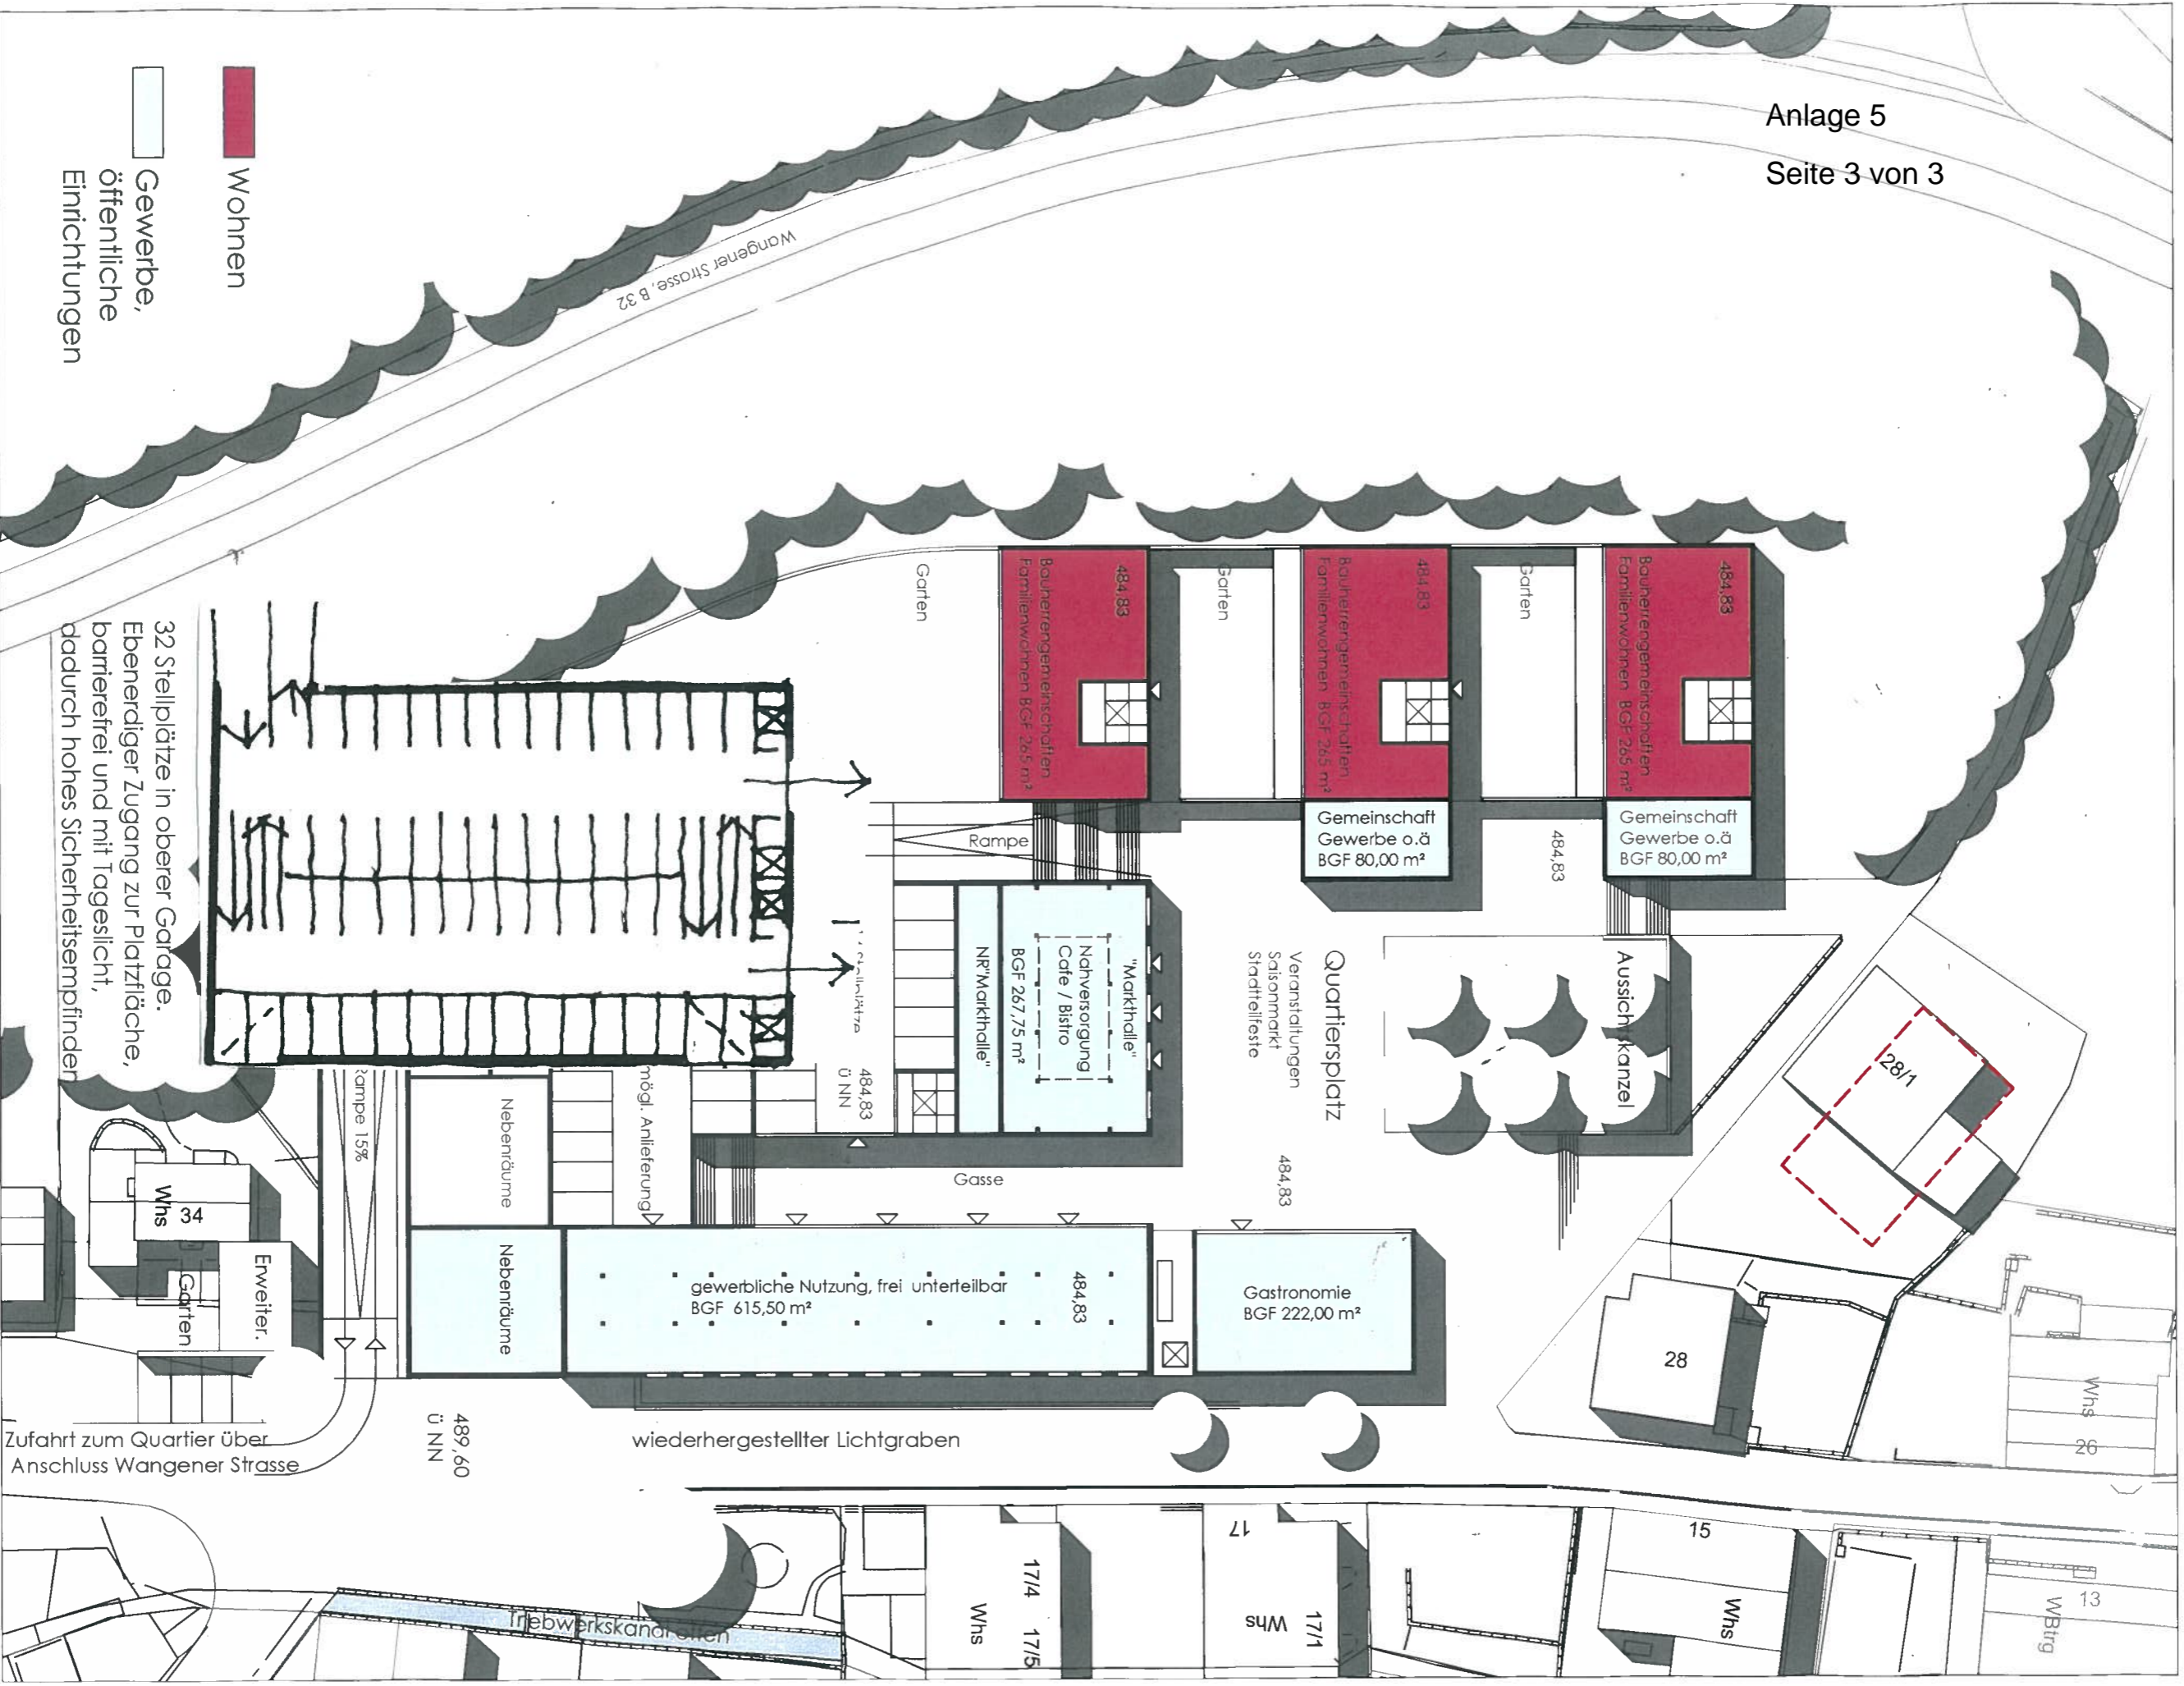 Anlage 5
Seite 3 von 3
Wohnen
Gewerbe,
öffentliche
Einrichtungen
Wangener Strasse, B 32
32 Stellplätze in oberer Garage.
Ebenerdiger Zugang zur Platzfläche,
barrierefrei und mit Tageslicht,
dadurch hohes Sicherheitsempfinden
Garten
484,83
Bauherrengemeinschaften
Familienwohnen BGF 265 m²
Garten
484,83
Bauherrengemeinschaften
Familienwohnen BGF 265 m²
Garten
484,83
Bauherrengemeinschaften
Familienwohnen BGF 265 m²
Rampe
Gemeinschaft
Gewerbe o.ä
BGF 80,00 m²
484,83
Gemeinschaft
Gewerbe o.ä
BGF 80,00 m²
"Markthalle"
Nahversorgung
Cafe / Bistro
BGF 267,75 m²
NR"Markthalle"
Quartiersplatz
Veranstaltungen
Saisonmarkt
Stadtteilfeste
Aussichtskanzel
484,83
ü NN
484,83
Gasse
mögl. Anlieferung
Nebenräume
Rampe 15%
Nebenräume
gewerbliche Nutzung, frei unterteilbar
BGF 615,50 m²
484,83
Gastronomie
BGF 222,00 m²
28/1
28
Whs
26
Whs 34
Garten
Erweiter.
Zufahrt zum Quartier über
Anschluss Wangener Strasse
489,60
ü NN
wiederhergestellter Lichtgraben
Triebwerkskanal offen
17/4 17/5
Whs
17
17/1
Whs
15
Whs
13
WBtrg